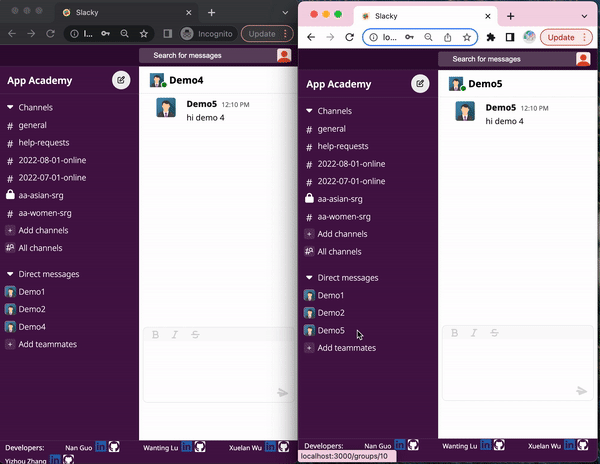 Slacky
l...
Incognito
Update
Search for messages
App Academy
Demo4
Channels
# general
# help-requests
# 2022-08-01-online
# 2022-07-01-online
aa-asian-srg
# aa-women-srg
+ Add channels
All channels
Direct messages
Demo1
Demo2
Demo4
+ Add teammates
Demo5 12:10 PM
hi demo 4
B I S
Developers: Nan Guo Wanting Lu
Yizhou Zhang
Slacky
lo...
Update
Search for messages
App Academy
Demo5
Channels
# general
# help-requests
# 2022-08-01-online
# 2022-07-01-online
aa-asian-srg
# aa-women-srg
+ Add channels
All channels
Direct messages
Demo1
Demo2
Demo5
+ Add teammates
Demo5 12:10 PM
hi demo 4
B I S
Xuelan Wu
Developers: Nan Guo Wanting Lu Xuelan Wu
localhost:3000/groups/10